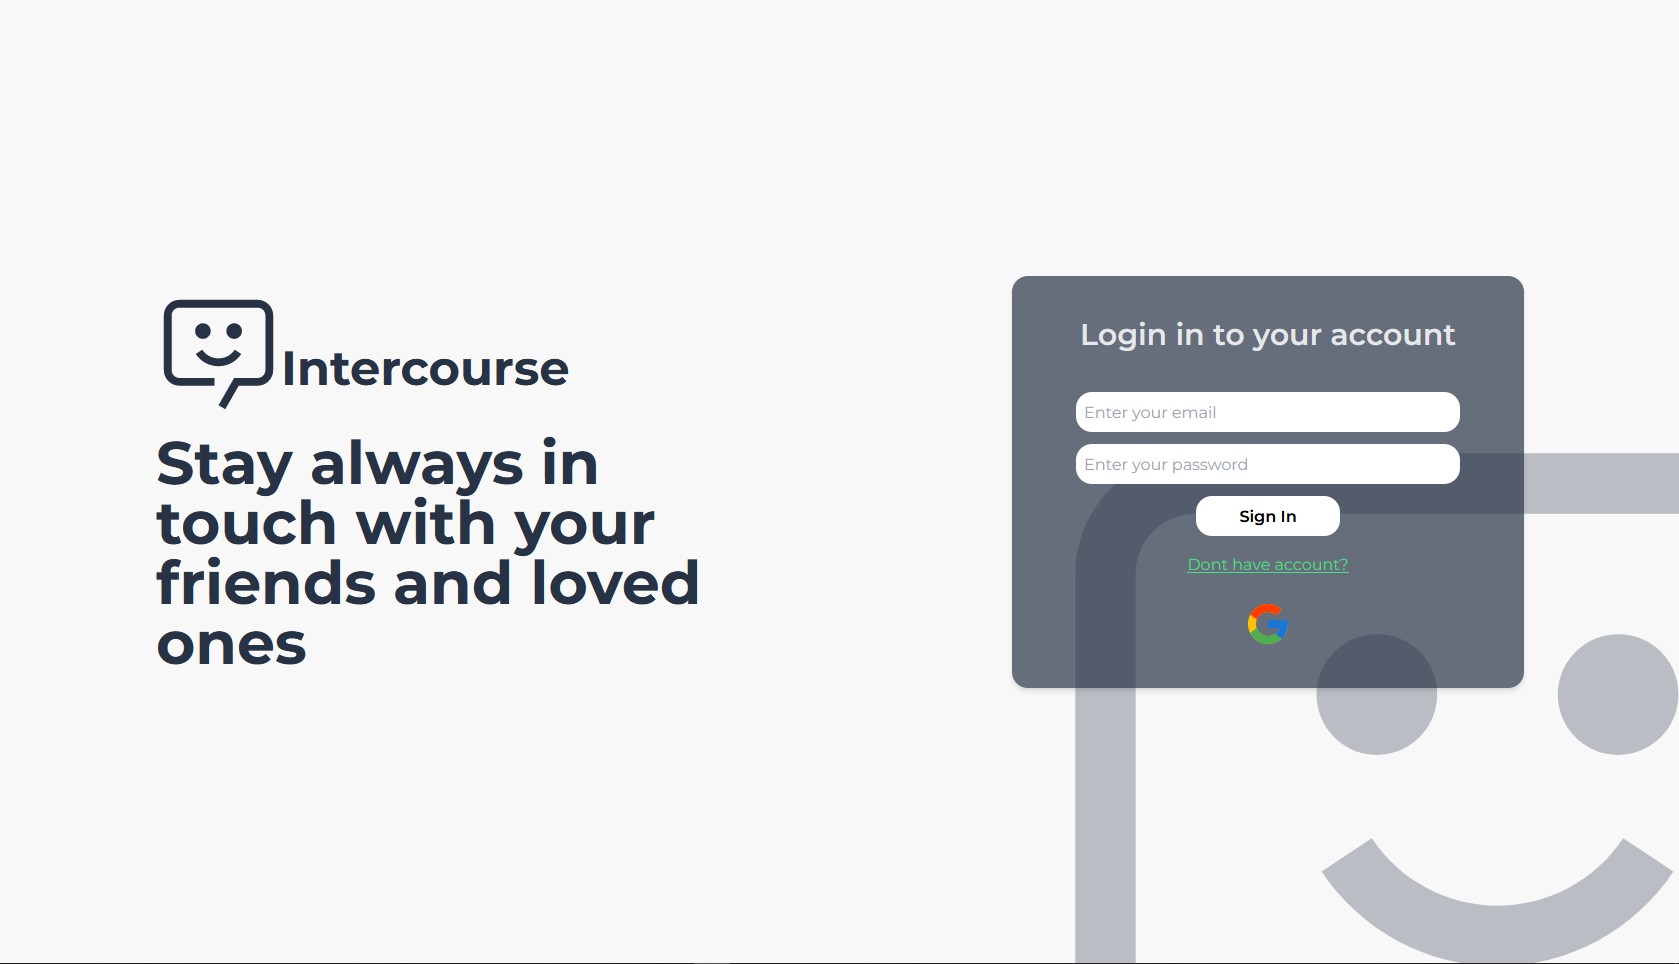 Intercourse
Stay always in
touch with your
friends and loved
ones
Login in to your account
Enter your email
Enter your password
Sign In
Dont have account?